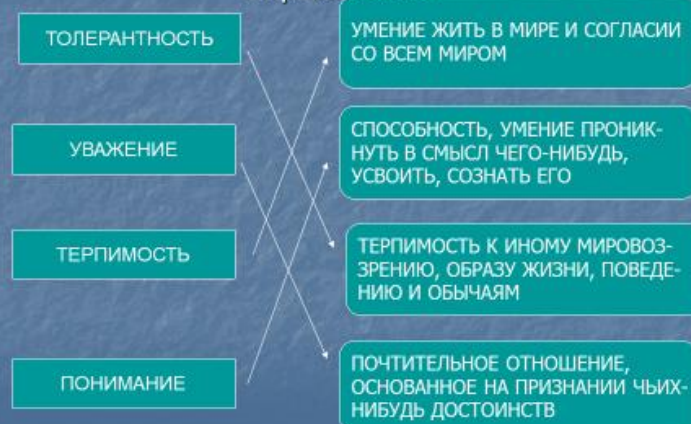 ТОЛЕРАНТНОСТЬ
УМЕНИЕ ЖИТЬ В МИРЕ И СОГЛАСИИ
СО ВСЕМ МИРОМ
УВАЖЕНИЕ
СПОСОБНОСТЬ, УМЕНИЕ ПРОНИК-
НУТЬ В СМЫСЛ ЧЕГО-НИБУДЬ,
УСВОИТЬ, СОЗНАТЬ ЕГО
ТЕРПИМОСТЬ
ТЕРПИМОСТЬ К ИНОМУ МИРОВОЗ-
ЗРЕНИЮ, ОБРАЗУ ЖИЗНИ, ПОВЕДЕ-
НИЮ И ОБЫЧАЯМ
ПОНИМАНИЕ
ПОЧТИТЕЛЬНОЕ ОТНОШЕНИЕ,
ОСНОВАННОЕ НА ПРИЗНАНИИ ЧЬИХ-
НИБУДЬ ДОСТОИНСТВ